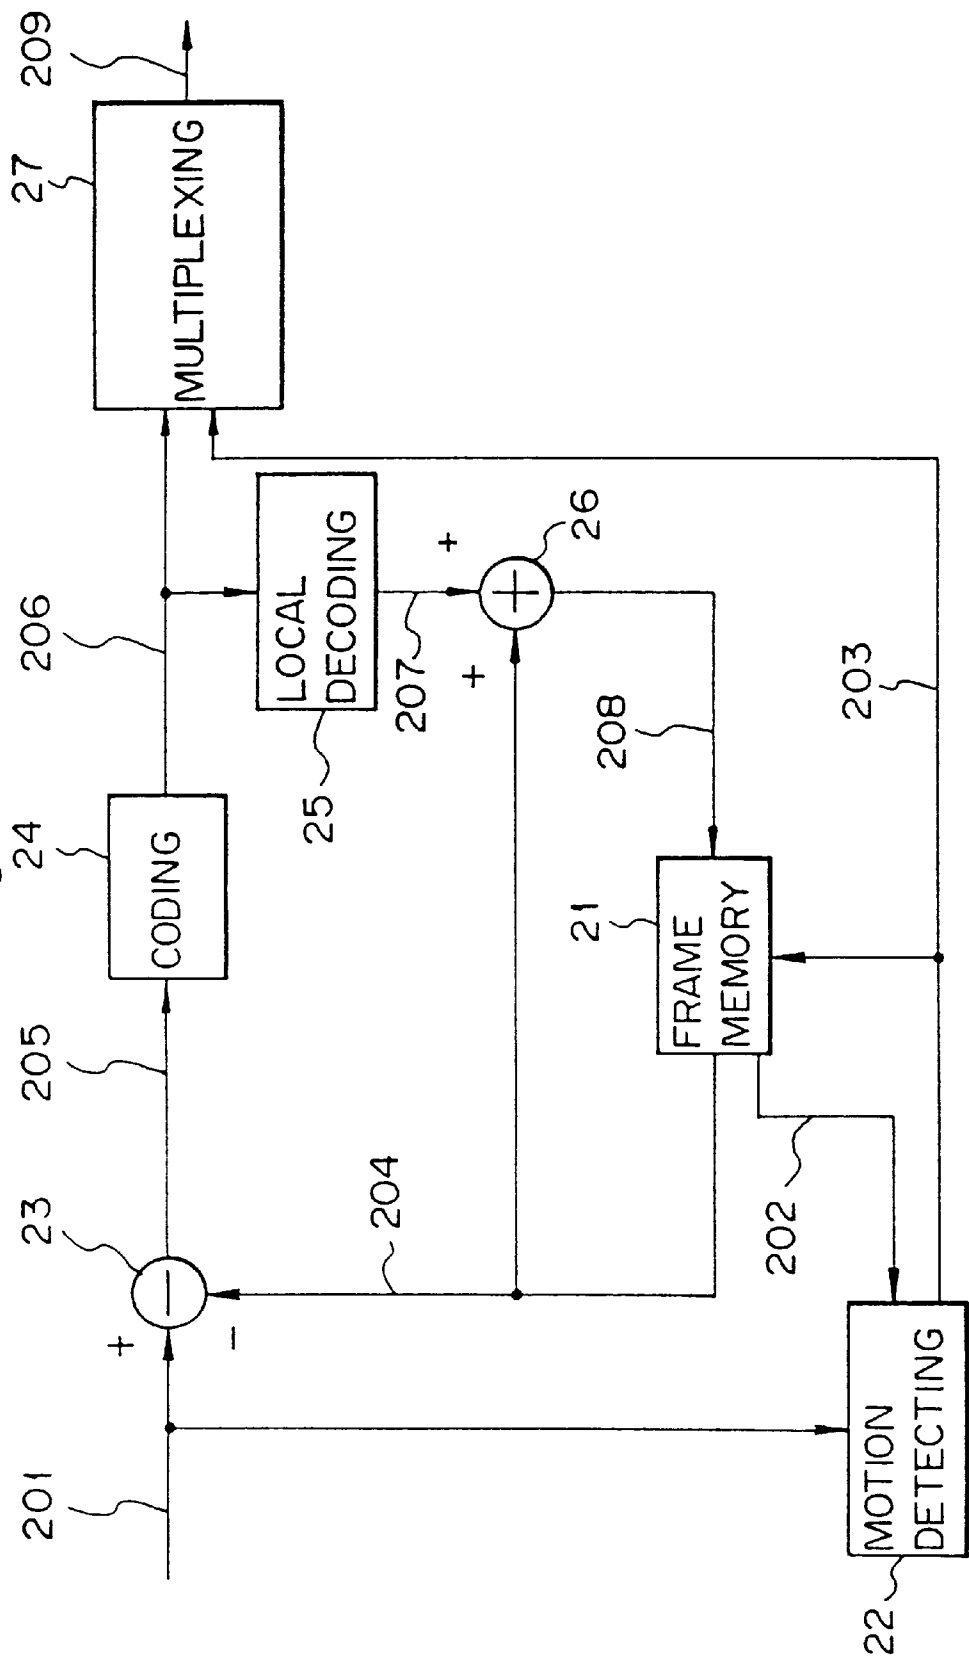 201
+
-
23
205
24
CODING
206
27
MULTIPLEXING
209
LOCAL
DECODING
25
207
+
+
26
204
208
21
FRAME
MEMORY
202
203
MOTION
DETECTING
22